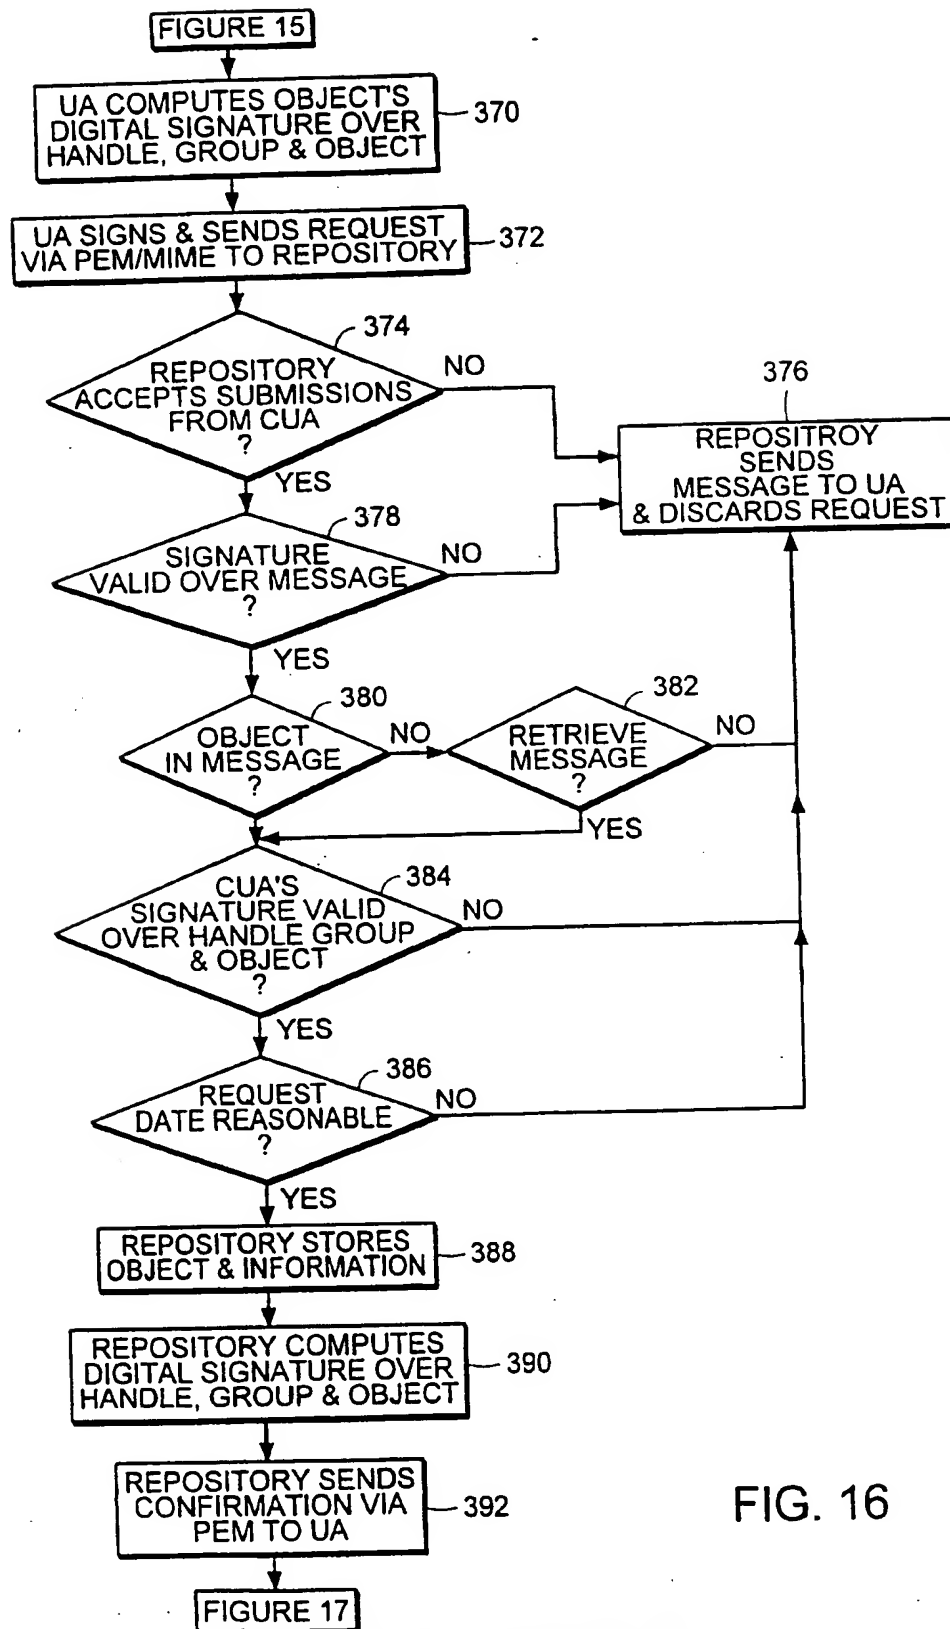 FIGURE 15
UA COMPUTES OBJECT'S
DIGITAL SIGNATURE OVER
HANDLE, GROUP & OBJECT
370
UA SIGNS & SENDS REQUEST
VIA PEM/MIME TO REPOSITORY
372
374
REPOSITORY
ACCEPTS SUBMISSIONS
FROM CUA
?
NO
YES
376
REPOSITROY
SENDS
MESSAGE TO UA
& DISCARDS REQUEST
378
SIGNATURE
VALID OVER MESSAGE
?
NO
YES
380
OBJECT
IN MESSAGE
?
NO
382
RETRIEVE
MESSAGE
?
NO
YES
384
CUA'S
SIGNATURE VALID
OVER HANDLE GROUP
& OBJECT
?
NO
YES
386
REQUEST
DATE REASONABLE
?
NO
YES
REPOSITORY STORES
OBJECT & INFORMATION
388
REPOSITORY COMPUTES
DIGITAL SIGNATURE OVER
HANDLE, GROUP & OBJECT
390
REPOSITORY SENDS
CONFIRMATION VIA
PEM TO UA
392
FIGURE 17
FIG. 16